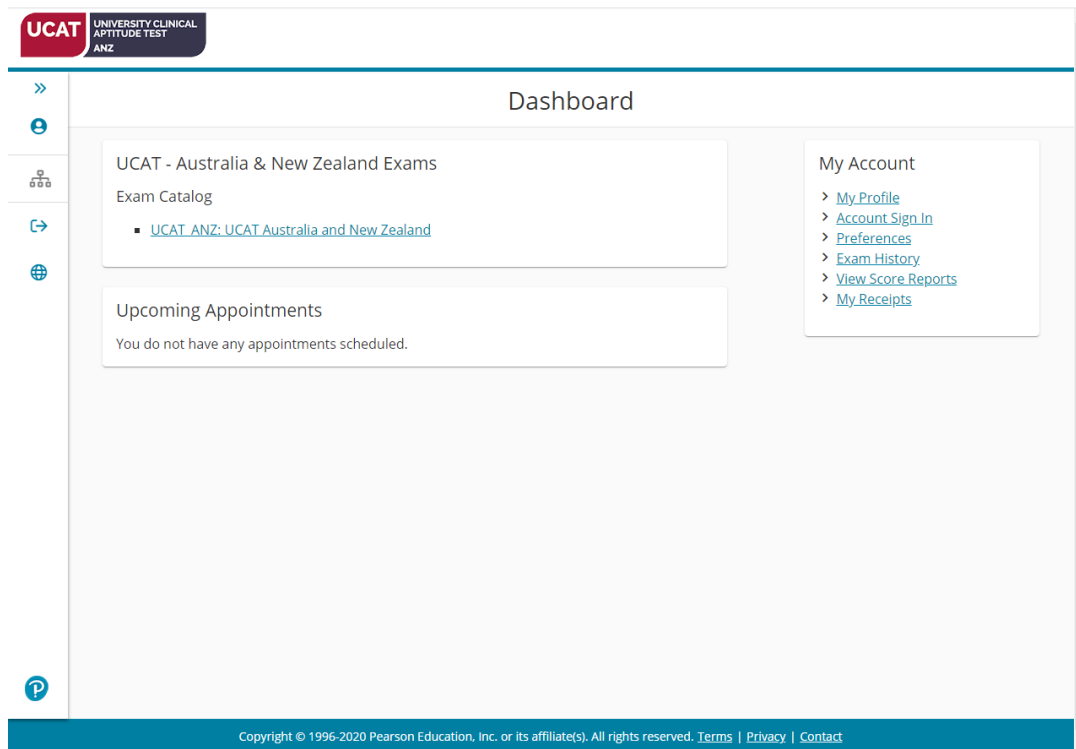 UCAT
UNIVERSITY CLINICAL
APTITUDE TEST
ANZ
Dashboard
UCAT - Australia & New Zealand Exams
Exam Catalog
UCAT_ANZ: UCAT Australia and New Zealand
Upcoming Appointments
You do not have any appointments scheduled.
My Account
My Profile
Account Sign In
Preferences
Exam History
View Score Reports
My Receipts
Copyright © 1996-2020 Pearson Education, Inc. or its affiliate(s). All rights reserved. Terms | Privacy | Contact